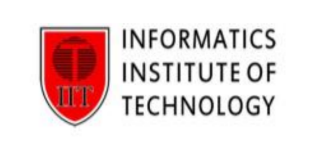 IIT
INFORMATICS
INSTITUTE OF
TECHNOLOGY